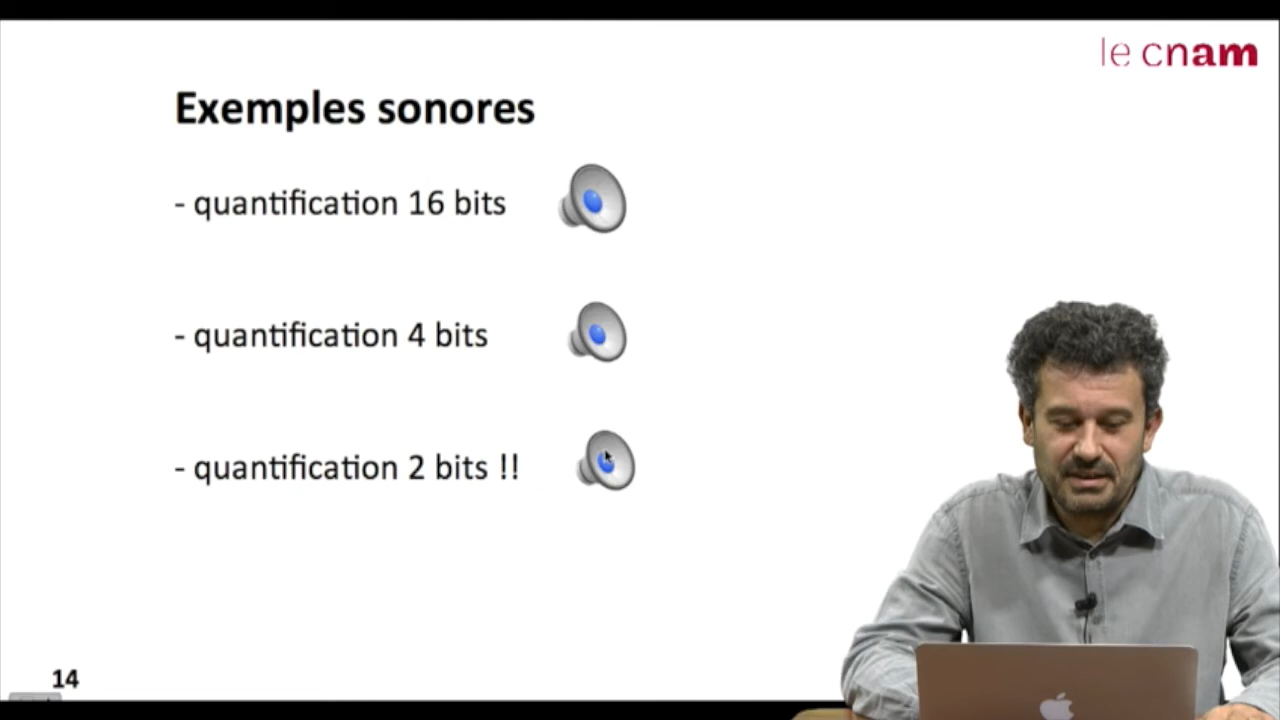 le cnam
Exemples sonores
- quantification 16 bits
- quantification 4 bits
- quantification 2 bits !!
14